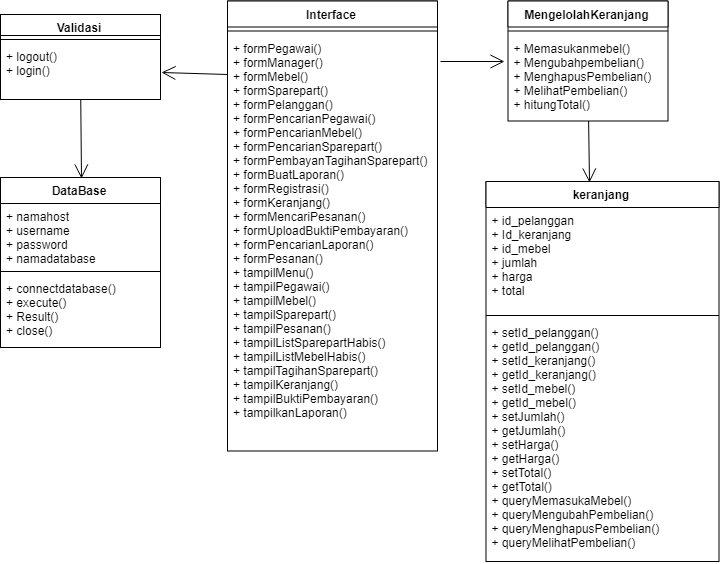 Validasi
+ logout()
+ login()
DataBase
+ namahost
+ username
+ password
+ namadatabase
+ connectdatabase()
+ execute()
+ Result()
+ close()
Interface
+ formPegawai()
+ formManager()
+ formMebel()
+ formSparepart()
+ formPelanggan()
+ formPencarianPegawai()
+ formPencarianMebel()
+ formPencarianSparepart()
+ formPembayanTagihanSparepart()
+ formBuatLaporan()
+ formRegistrasi()
+ formKeranjang()
+ formMencariPesanan()
+ formUploadBuktiPembayaran()
+ formPencarianLaporan()
+ formPesanan()
+ tampilMenu()
+ tampilPegawai()
+ tampilMebel()
+ tampilSparepart()
+ tampilPesanan()
+ tampilListSparepartHabis()
+ tampilListMebelHabis()
+ tampilTagihanSparepart()
+ tampilKeranjang()
+ tampilBuktiPembayaran()
+ tampilkanLaporan()
MengelolahKeranjang
+ Memasukanmebel()
+ Mengubahpembelian()
+ MenghapusPembelian()
+ MelihatPembelian()
+ hitungTotal()
keranjang
+ id_pelanggan
+ Id_keranjang
+ id_mebel
+ jumlah
+ harga
+ total
+ setId_pelanggan()
+ getId_pelanggan()
+ setId_keranjang()
+ getId_keranjang()
+ setId_mebel()
+ getId_mebel()
+ setJumlah()
+ getJumlah()
+ setHarga()
+ getHarga()
+ setTotal()
+ getTotal()
+ queryMemasukaMebel()
+ queryMengubahPembelian()
+ queryMenghapusPembelian()
+ queryMelihatPembelian()